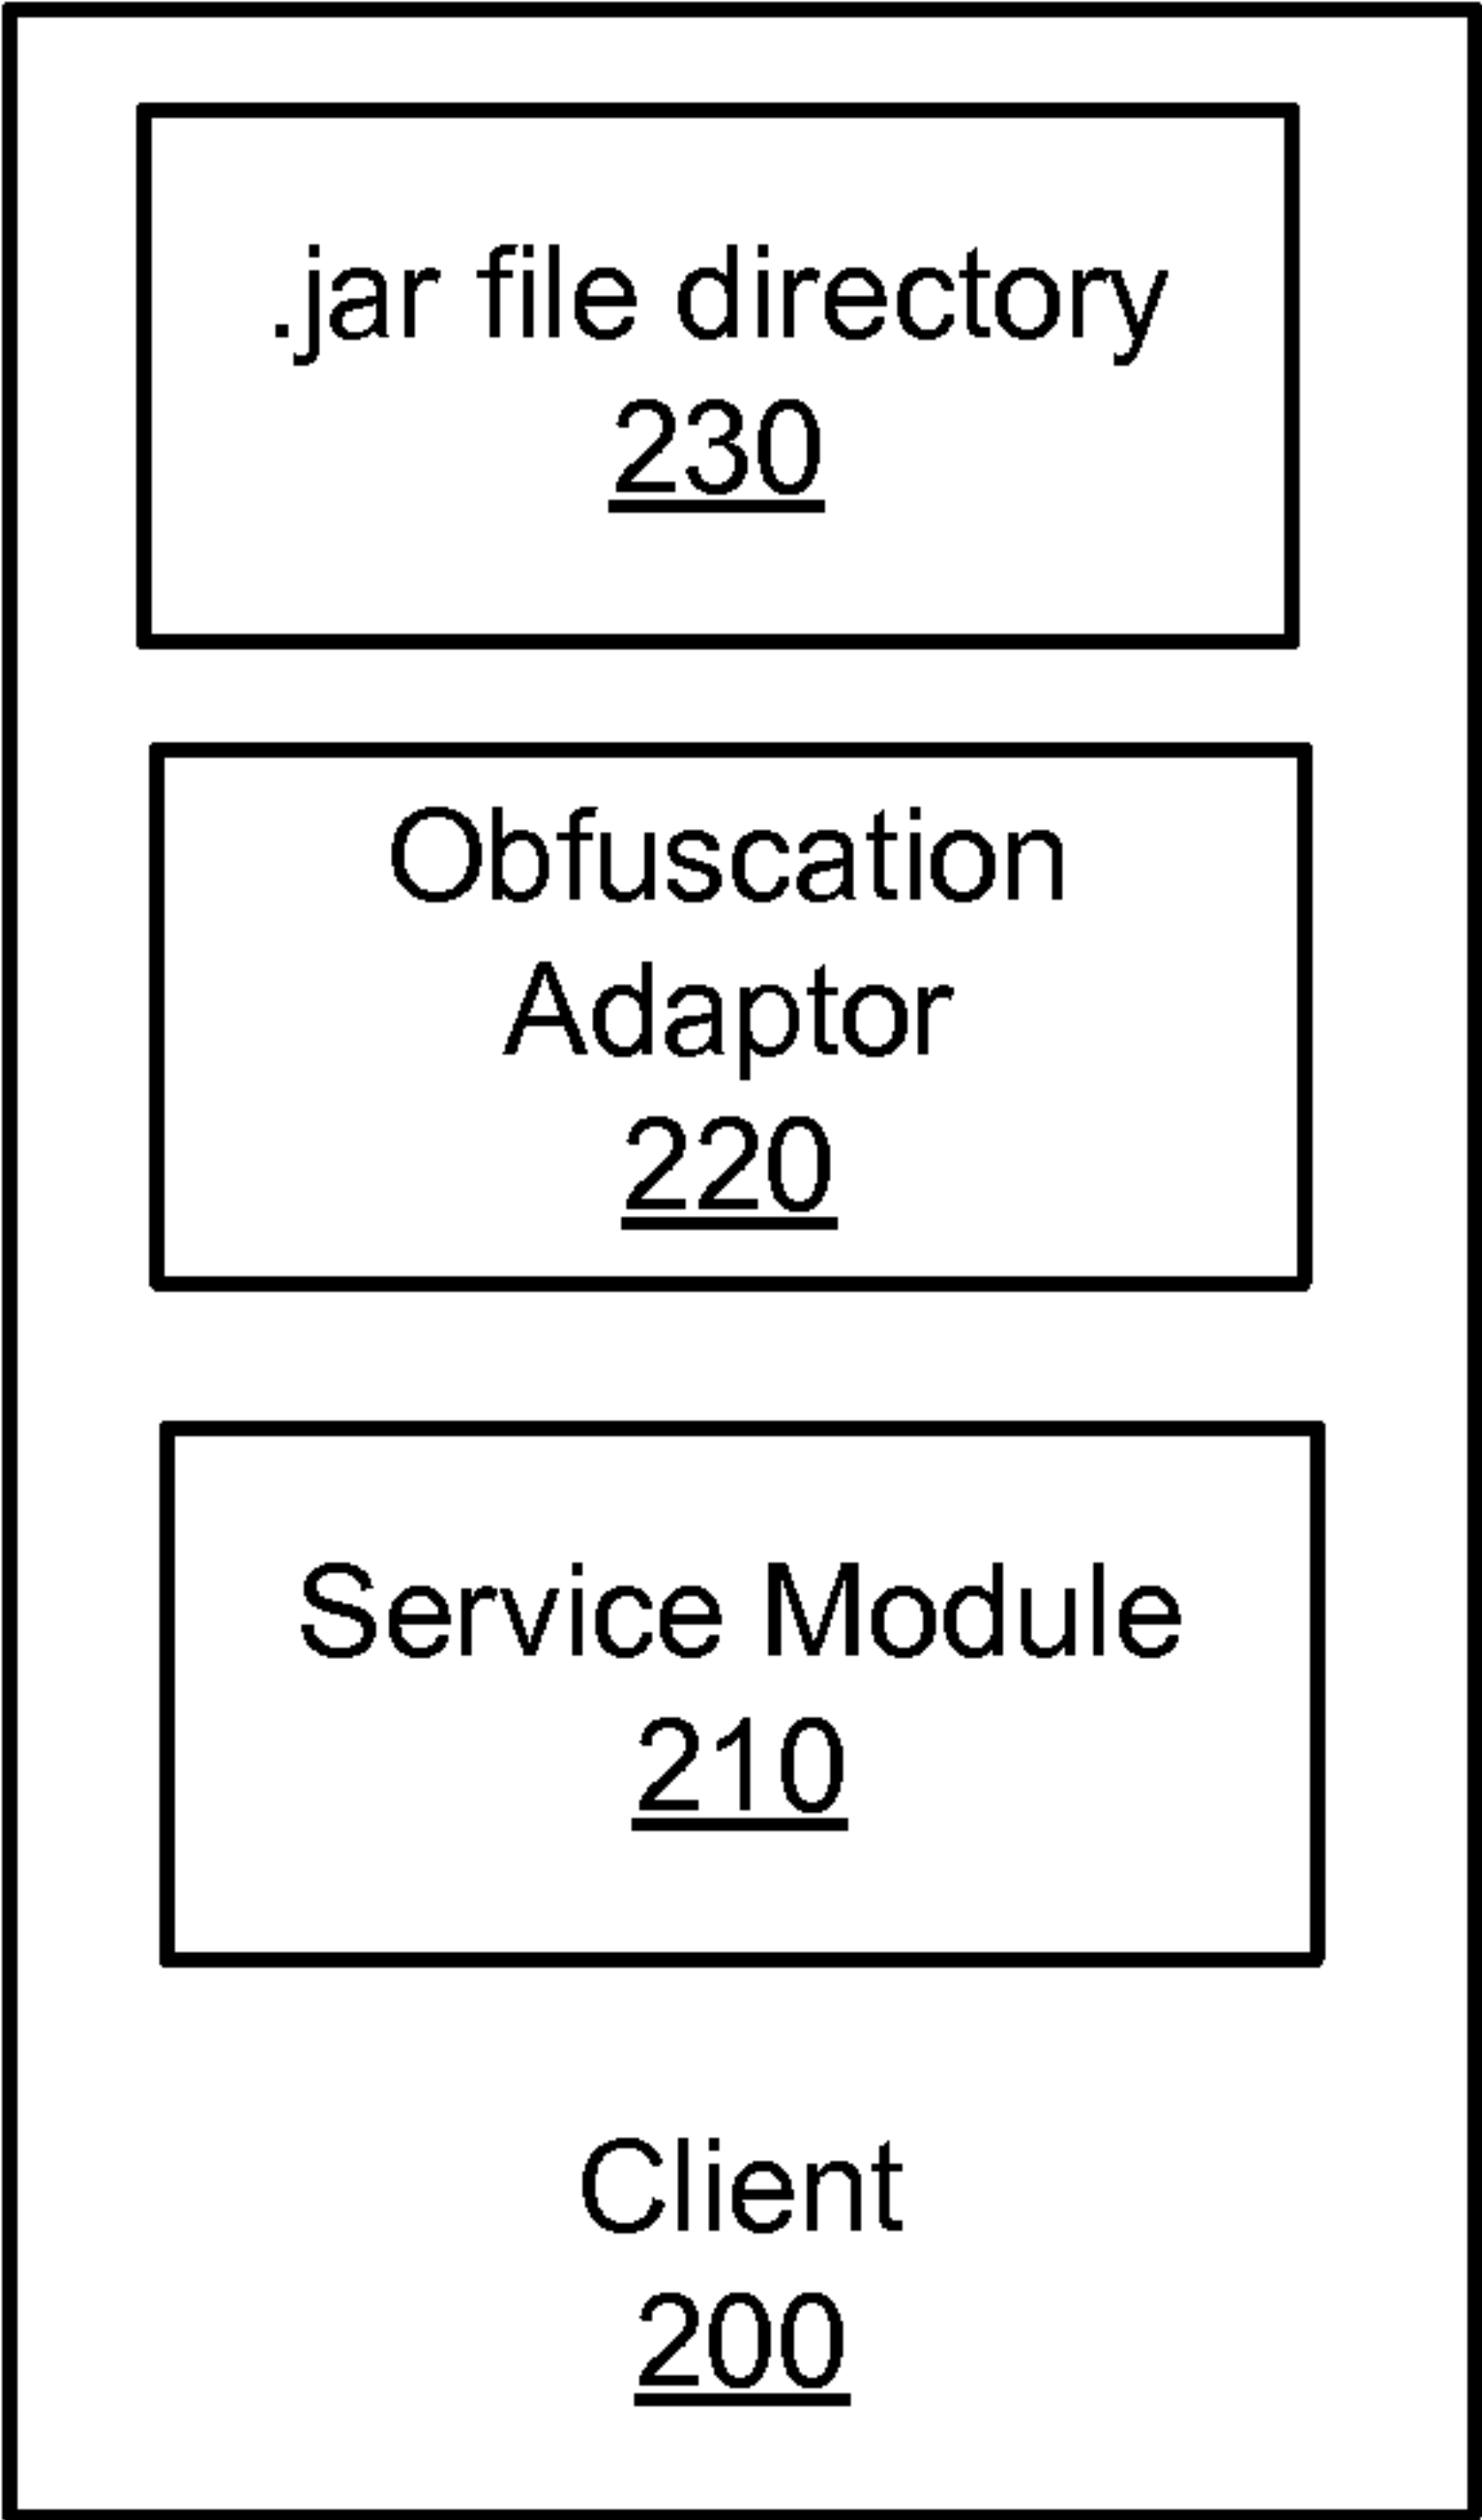 .jar file directory
230
Obfuscation
Adaptor
220
Service Module
210
Client
200